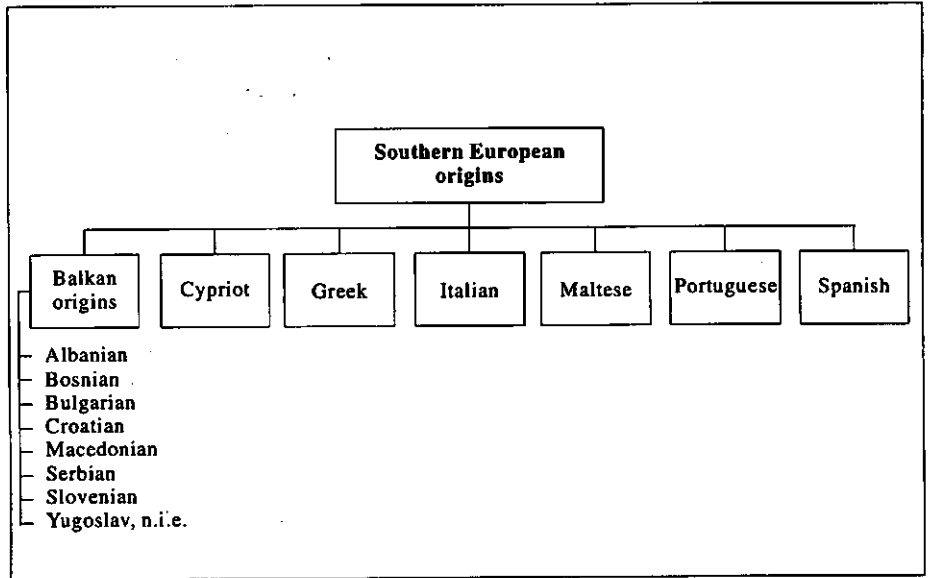 Southern European
origins
Balkan
origins
Cypriot
Greek
Italian
Maltese
Portuguese
Spanish
Albanian
Bosnian
Bulgarian
Croatian
Macedonian
Serbian
Slovenian
Yugoslav, n.i.e.